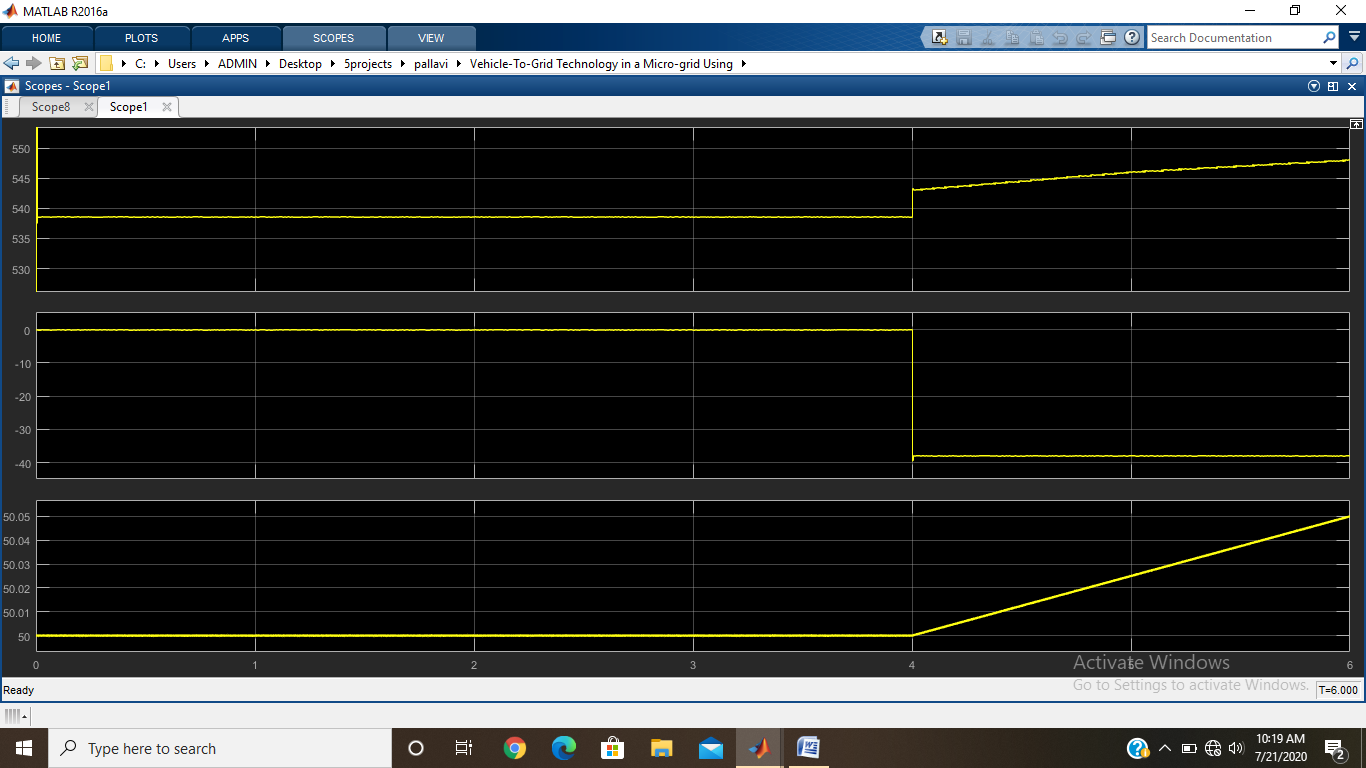 MATLAB R2016a
HOME PLOTS APPS SCOPES VIEW Search Documentation
C: Users ADMIN Desktop 5projects pallavi Vehicle-To-Grid Technology in a Micro-grid Using
Scopes - Scope1
Scope8 Scope1
550
545
540
535
530
0
-10
-20
-30
-40
50.05
50.04
50.03
50.02
50.01
50
0 1 2 3 4 5 6
Activate Windows
Go to Settings to activate Windows.
Ready T=6.000
Type here to search 10:19 AM
7/21/2020 2